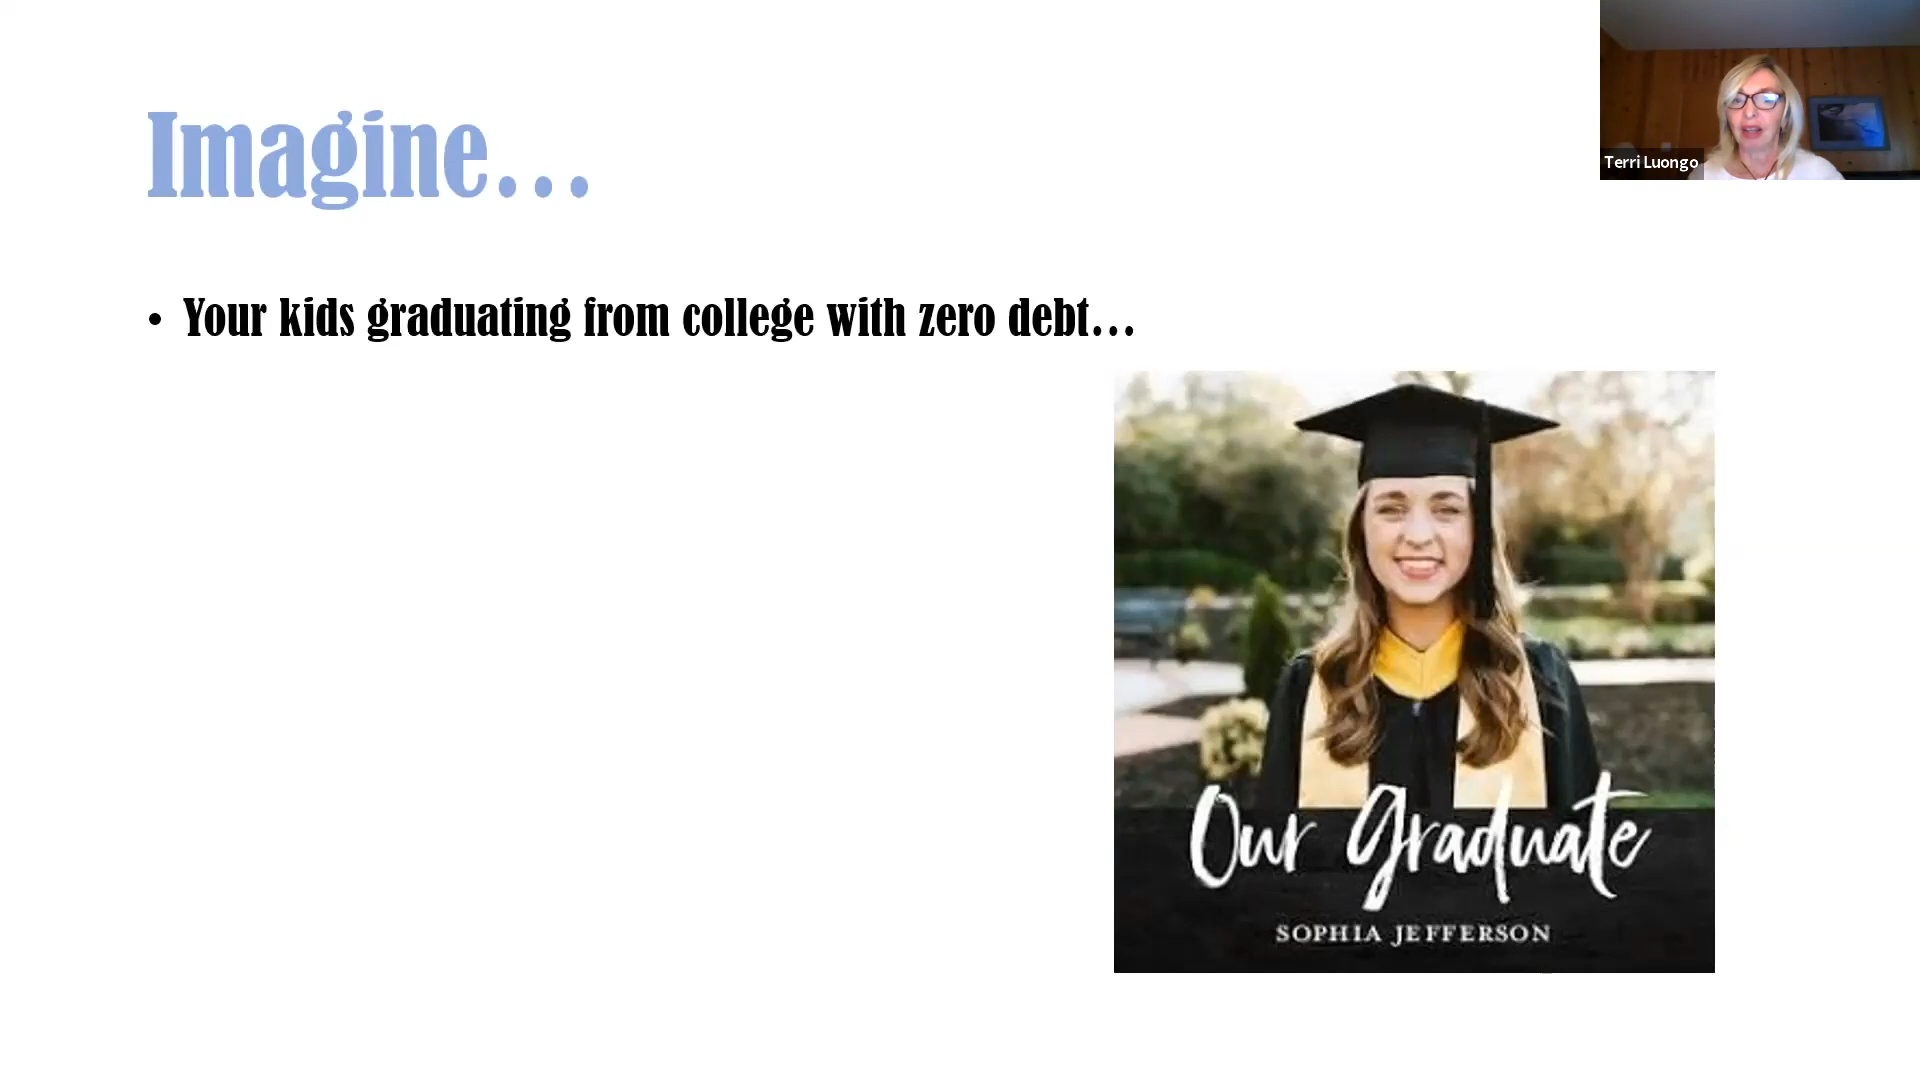 Imagine…
Terri Luongo
• Your kids graduating from college with zero debt…
Our Graduate
SOPHIA JEFFERSON